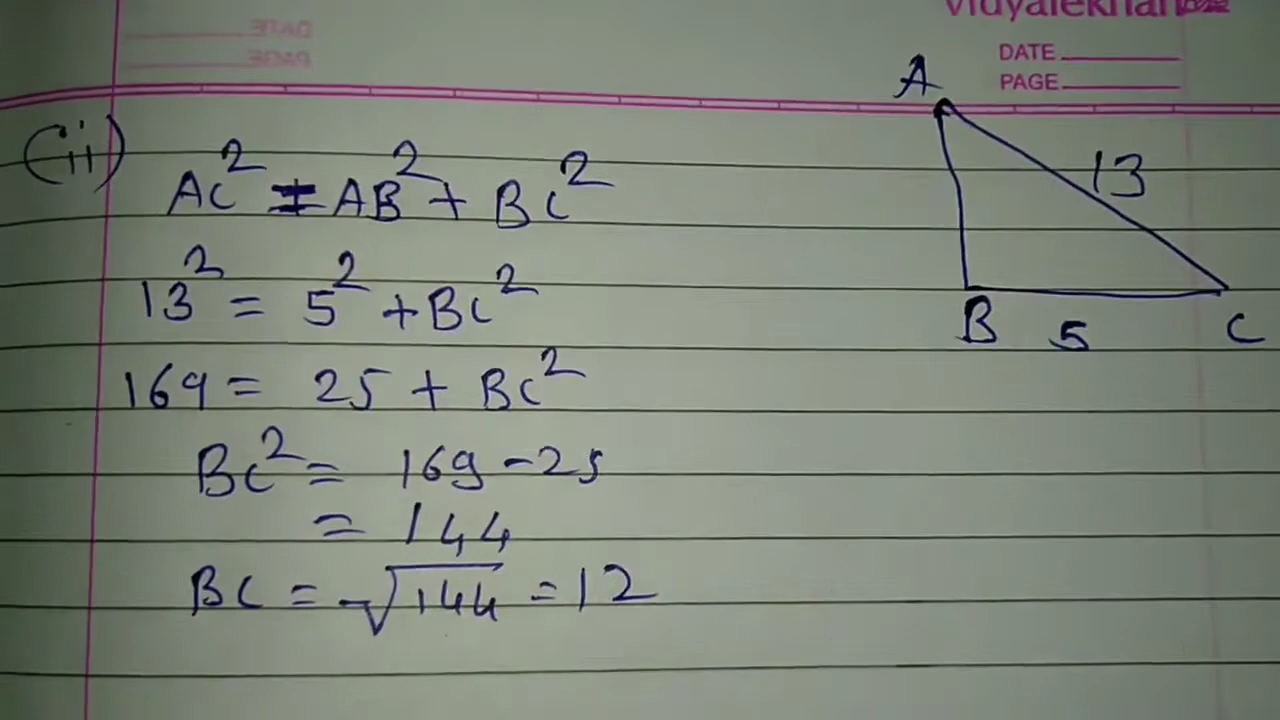 Vidyalekhan
DATE
PAGE
(ii)
AC² = AB² + BC²
13² = 5² + BC²
169 = 25 + BC²
BC² = 169 - 25
= 144
BC = √144 = 12
A
13
B 5 C